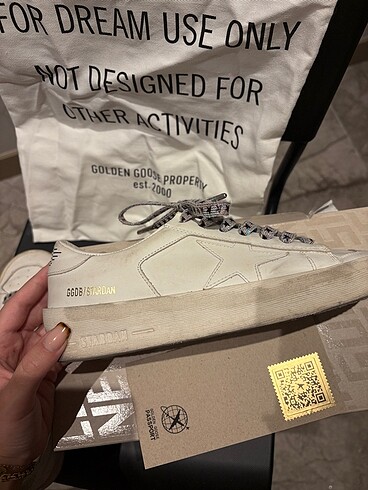 FOR DREAM USE ONLY
NOT DESIGNED FOR
OTHER ACTIVITIES
GOLDEN GOOSE PROPERTY
est. 2000
GGDB/STARDAN
STARDAN
PASSPORT